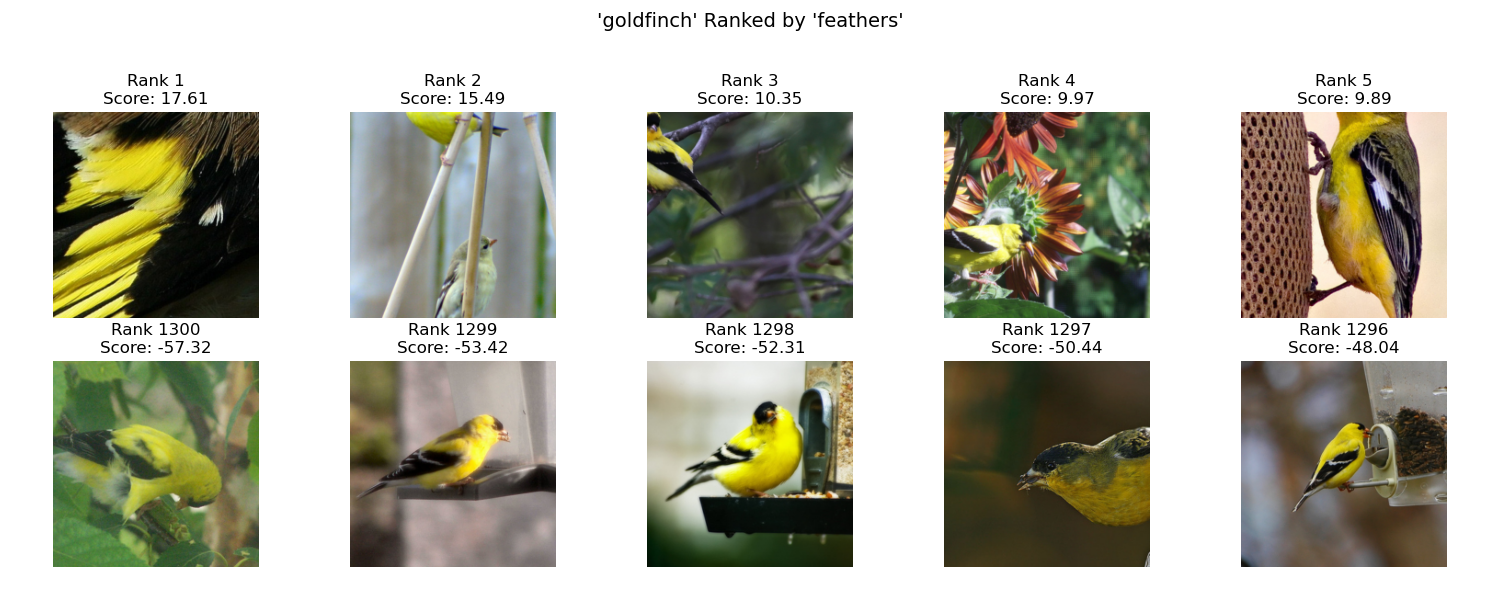 'goldfinch' Ranked by 'feathers'
Rank 1
Score: 17.61
Rank 2
Score: 15.49
Rank 3
Score: 10.35
Rank 4
Score: 9.97
Rank 5
Score: 9.89
Rank 1300
Score: -57.32
Rank 1299
Score: -53.42
Rank 1298
Score: -52.31
Rank 1297
Score: -50.44
Rank 1296
Score: -48.04